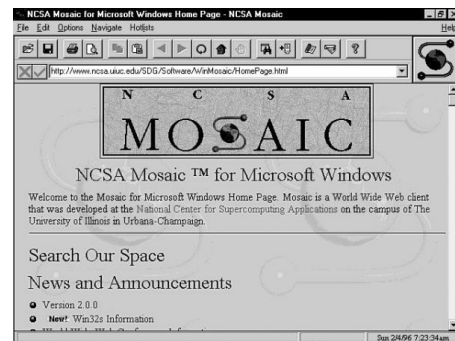 NCSA Mosaic for Microsoft Windows Home Page - NCSA Mosaic
File Edit Options Navigate Hotlists Help
http://www.ncsa.uiuc.edu/SDG/Software/WinMosaic/HomePage.html
N C S A
MOSAIC
NCSA Mosaic ™ for Microsoft Windows
Welcome to the Mosaic for Microsoft Windows Home Page. Mosaic is a World Wide Web client
that was developed at the National Center for Supercomputing Applications on the campus of The
University of Illinois in Urbana-Champaign.
Search Our Space
News and Announcements
Version 2.0.0
New! Win32s Information
Sun 2/4/96 7:23:34am